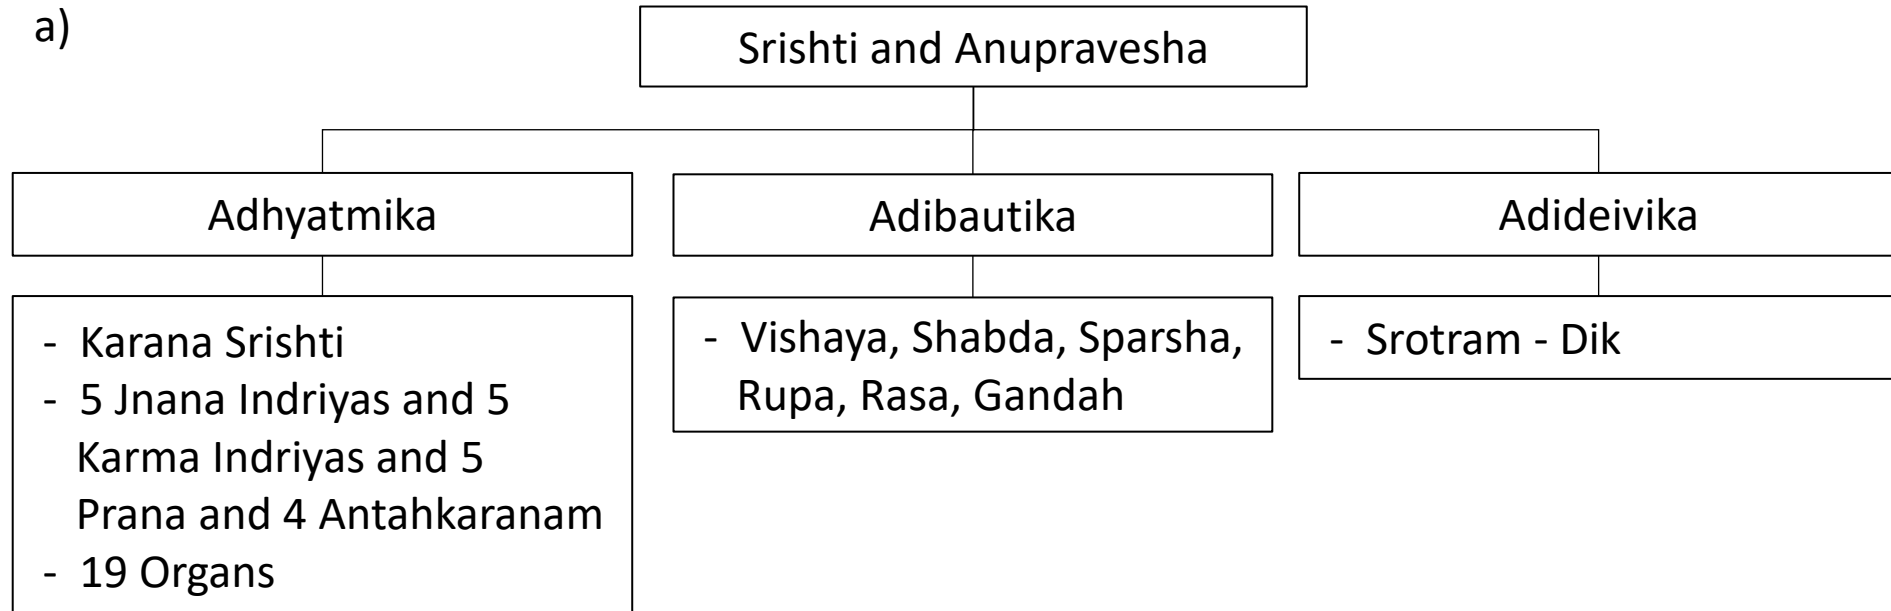 a)
Srishti and Anupravesha
Adhyatmika
- Karana Srishti
- 5 Jnana Indriyas and 5
Karma Indriyas and 5
Prana and 4 Antahkaranam
- 19 Organs
Adibautika
- Vishaya, Shabda, Sparsha,
Rupa, Rasa, Gandah
Adideivika
- Srotram - Dik